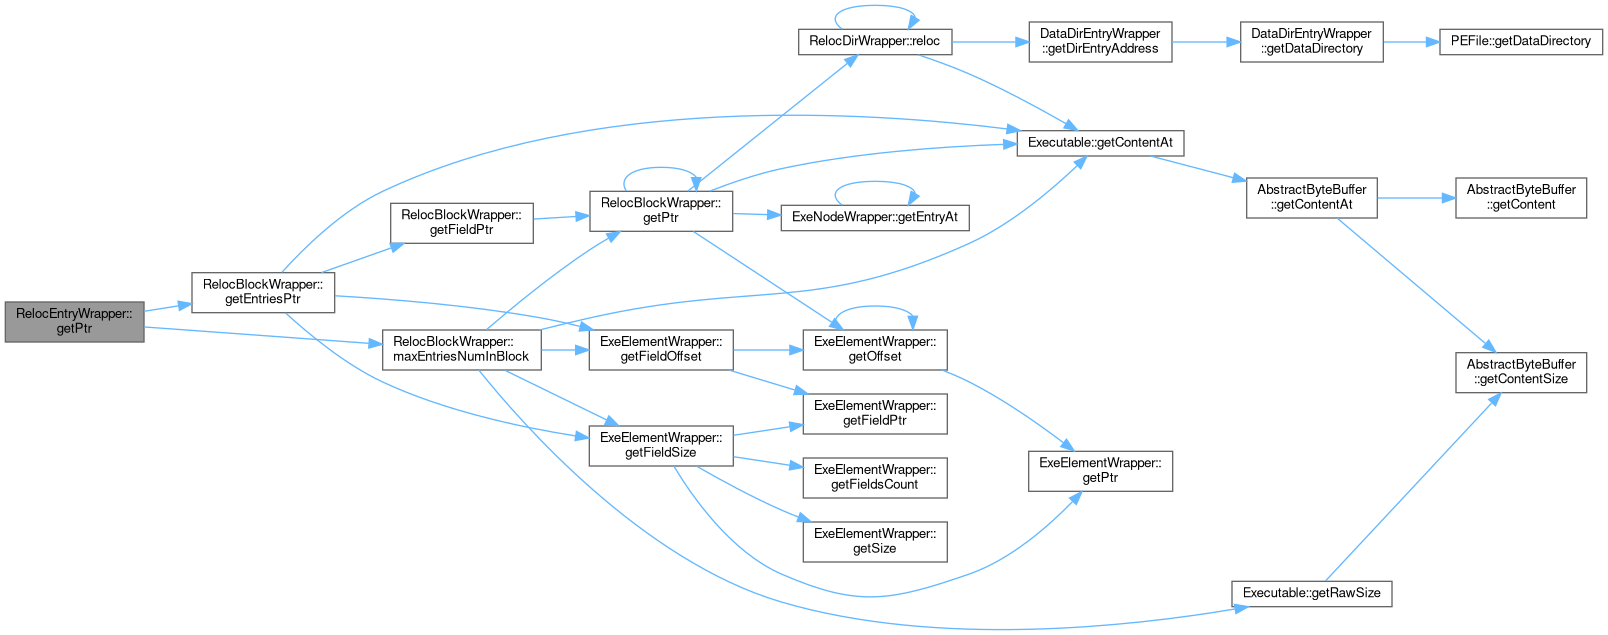 RelocEntryWrapper::
getPtr
RelocBlockWrapper::
getEntriesPtr
RelocBlockWrapper::
getFieldPtr
RelocBlockWrapper::
maxEntriesNumInBlock
RelocBlockWrapper::
getPtr
ExeElementWrapper::
getFieldOffset
ExeElementWrapper::
getFieldSize
RelocDirWrapper::reloc
ExeNodeWrapper::getEntryAt
ExeElementWrapper::
getOffset
ExeElementWrapper::
getFieldPtr
ExeElementWrapper::
getFieldsCount
ExeElementWrapper::
getSize
DataDirEntryWrapper
::getDirEntryAddress
Executable::getContentAt
ExeElementWrapper::
getPtr
DataDirEntryWrapper
::getDataDirectory
AbstractByteBuffer
::getContentAt
Executable::getRawSize
PEFile::getDataDirectory
AbstractByteBuffer
::getContent
AbstractByteBuffer
::getContentSize